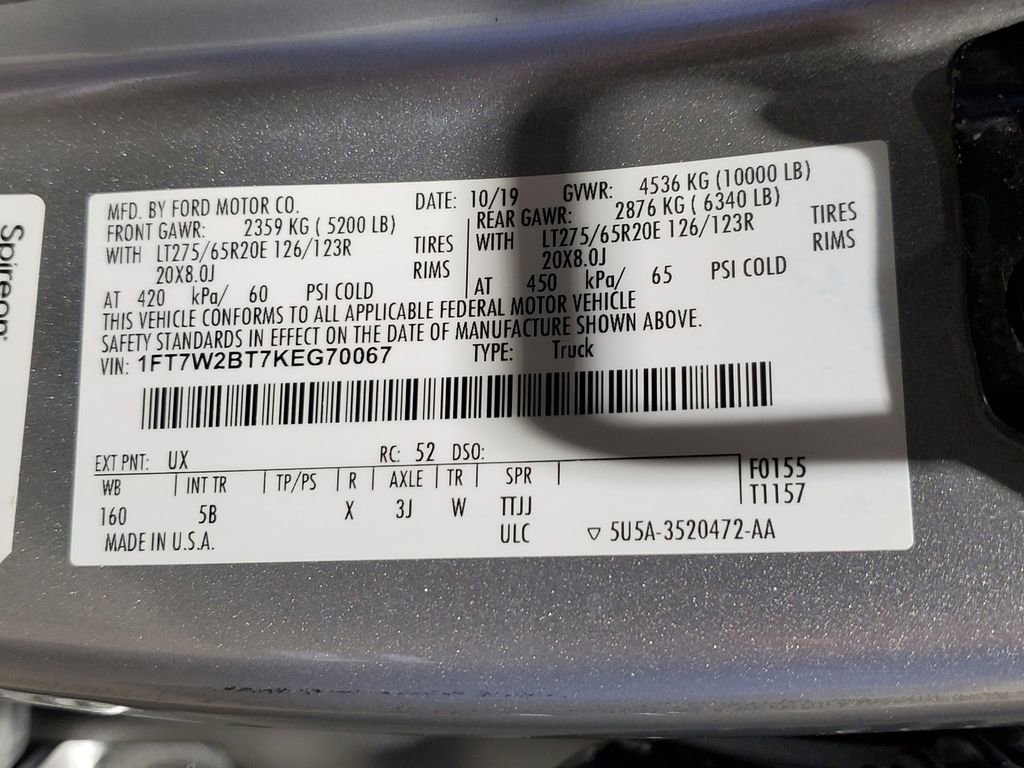 Spireon
MFD. BY FORD MOTOR CO.
DATE: 10/19
GVWR: 4536 KG (10000 LB)
FRONT GAWR: 2359 KG ( 5200 LB)
WITH LT275/65R20E 126/123R TIRES
20X8.0J RIMS
AT 420 kPa/ 60 PSI COLD
REAR GAWR: 2876 KG ( 6340 LB)
WITH LT275/65R20E 126/123R TIRES
20X8.0J RIMS
AT 450 kPa/ 65 PSI COLD
THIS VEHICLE CONFORMS TO ALL APPLICABLE FEDERAL MOTOR VEHICLE
SAFETY STANDARDS IN EFFECT ON THE DATE OF MANUFACTURE SHOWN ABOVE.
VIN: 1FT7W2BT7KEG70067 TYPE: Truck
EXT PNT: UX RC: 52 DSO:
WB INT TR TP/PS R AXLE TR SPR
160 5B X 3J W TTJJ
ULC
F0155
T1157
MADE IN U.S.A.
▽ 5U5A-3520472-AA